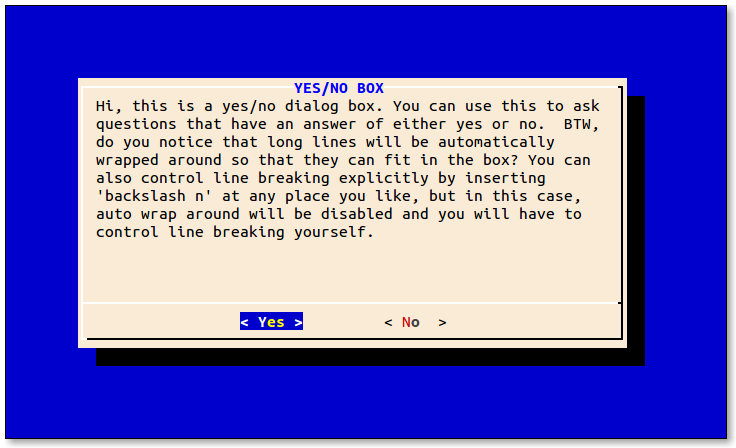 YES/NO BOX
Hi, this is a yes/no dialog box. You can use this to ask
questions that have an answer of either yes or no.  BTW,
do you notice that long lines will be automatically
wrapped around so that they can fit in the box? You can
also control line breaking explicitly by inserting
'backslash n' at any place you like, but in this case,
auto wrap around will be disabled and you will have to
control line breaking yourself.
< Yes > < No  >